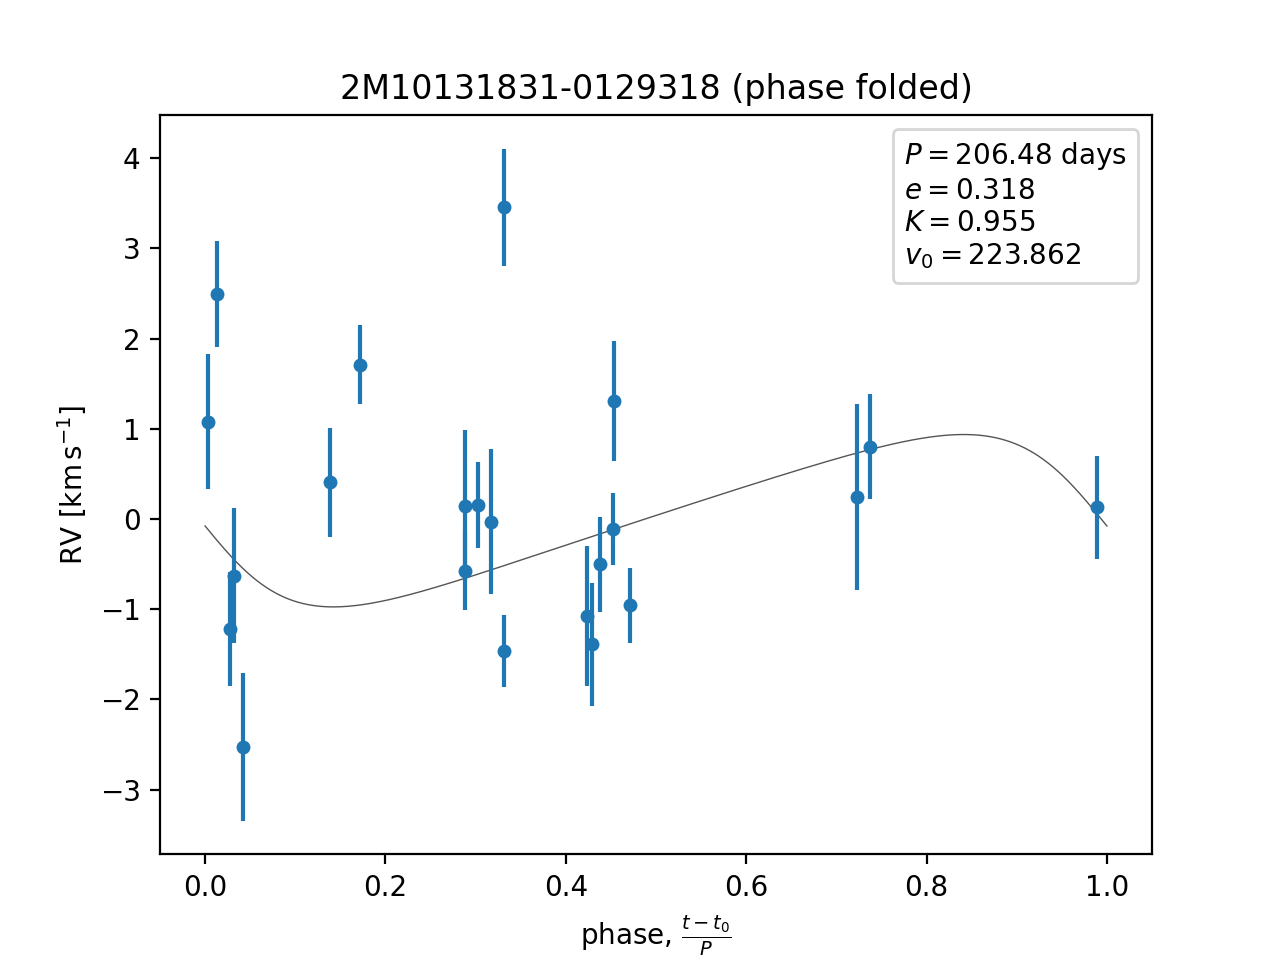 2M10131831-0129318 (phase folded)
P = 206.48 days
e = 0.318
K = 0.955
v₀ = 223.862
4
3
2
1
0
−1
−2
−3
RV [km s⁻¹]
0.0 0.2 0.4 0.6 0.8 1.0
phase, (t − t₀)/P